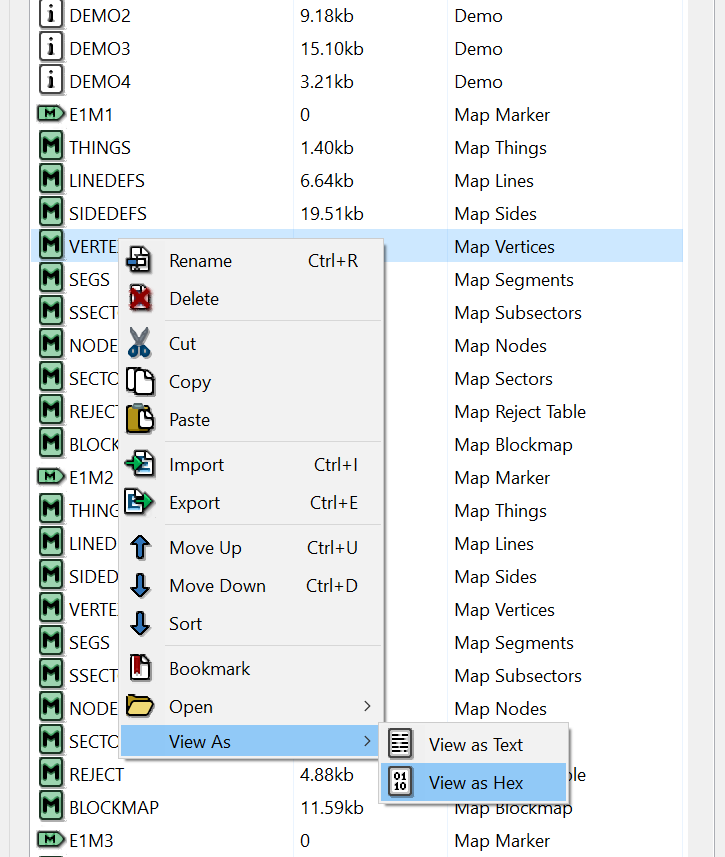 DEMO2 9.18kb Demo
DEMO3 15.10kb Demo
DEMO4 3.21kb Demo
E1M1 0 Map Marker
THINGS 1.40kb Map Things
LINEDEFS 6.64kb Map Lines
SIDEDEFS 19.51kb Map Sides
VERTE Map Vertices
SEGS Map Segments
SSECT Map Subsectors
NODE Map Nodes
SECTO Map Sectors
REJECT Map Reject Table
BLOCK Map Blockmap
E1M2 Map Marker
THING Map Things
LINED Map Lines
SIDED Map Sides
VERTE Map Vertices
SEGS Map Segments
SSECT Map Subsectors
NODE Map Nodes
SECTO
REJECT 4.88kb ble
BLOCKMAP 11.59kb Map Blockmap
E1M3 0 Map Marker
Rename Ctrl+R
Delete
Cut
Copy
Paste
Import Ctrl+I
Export Ctrl+E
Move Up Ctrl+U
Move Down Ctrl+D
Sort
Bookmark
Open
View As
View as Text
View as Hex